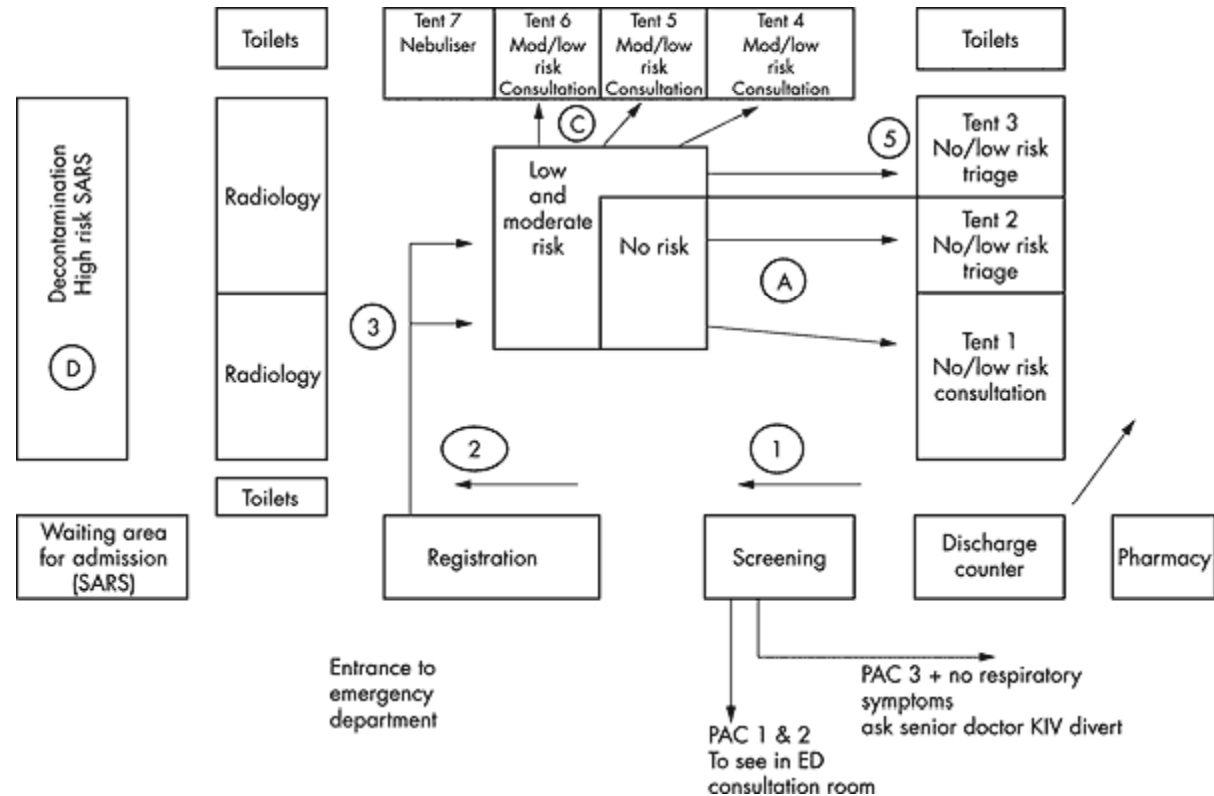 Toilets
Tent 7
Nebuliser
Tent 6
Mod/low
risk
Consultation
Tent 5
Mod/low
risk
Consultation
Tent 4
Mod/low
risk
Consultation
Toilets
Decontamination
High risk SARS
D
Radiology
Radiology
Toilets
C
Low
and
moderate
risk
No risk
5
A
3
Tent 3
No/low risk
triage
Tent 2
No/low risk
triage
Tent 1
No/low risk
consultation
2
1
Waiting area
for admission
(SARS)
Registration
Screening
Discharge
counter
Pharmacy
Entrance to
emergency
department
PAC 1 & 2
To see in ED
consultation room
PAC 3 + no respiratory
symptoms
ask senior doctor KIV divert